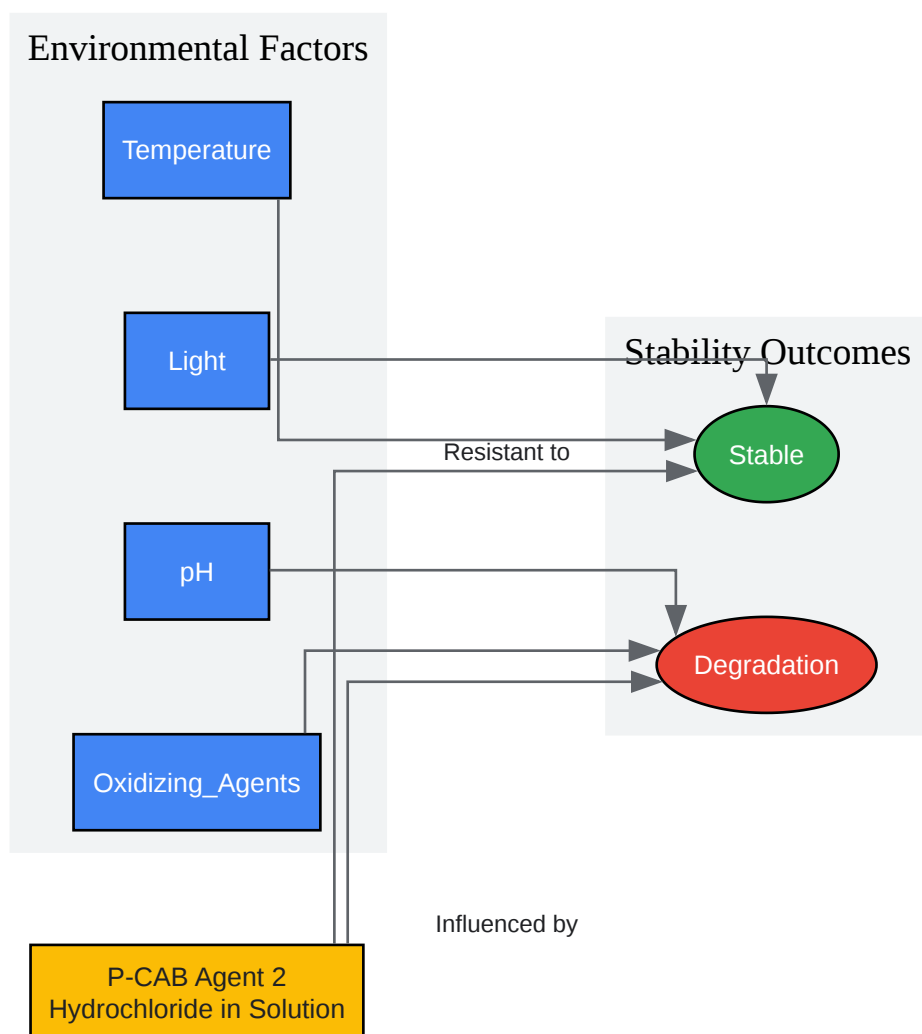 Environmental Factors
Temperature
Light
Stability Outcomes
Resistant to
Stable
pH
Degradation
Oxidizing_Agents
Influenced by
P-CAB Agent 2
Hydrochloride in Solution